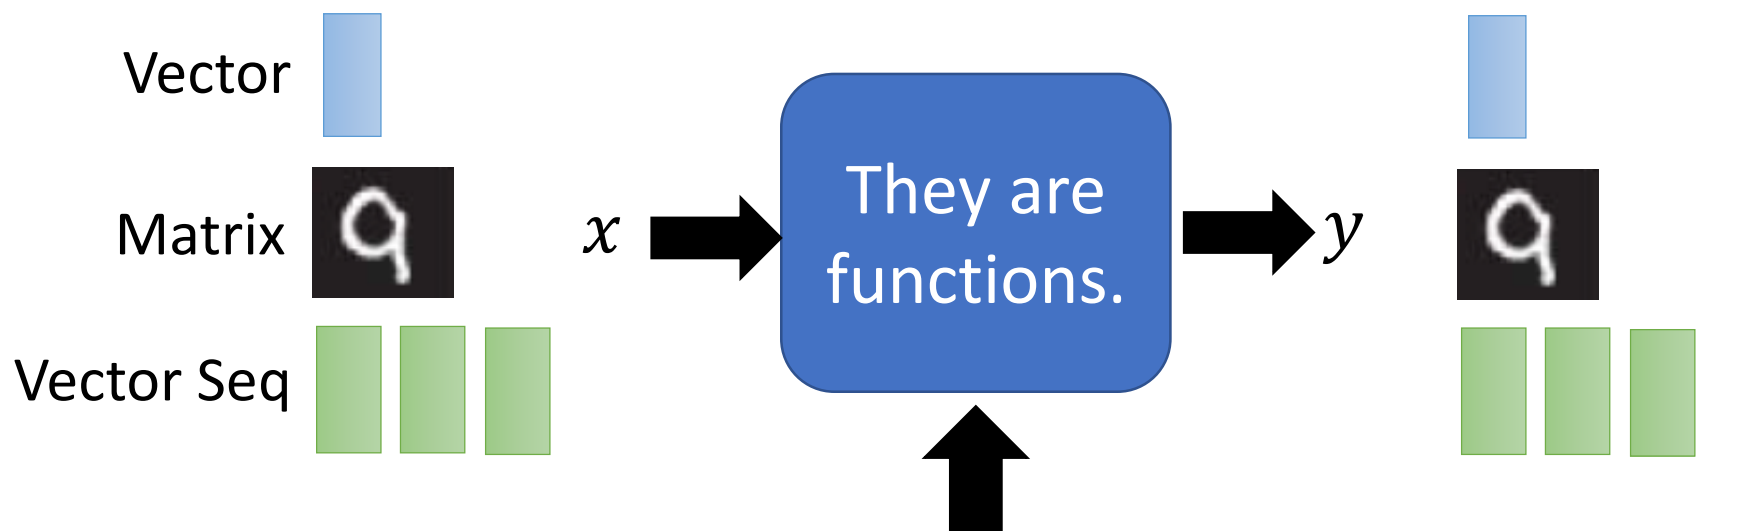 Vector
Matrix
Vector Seq
x
They are
functions.
y